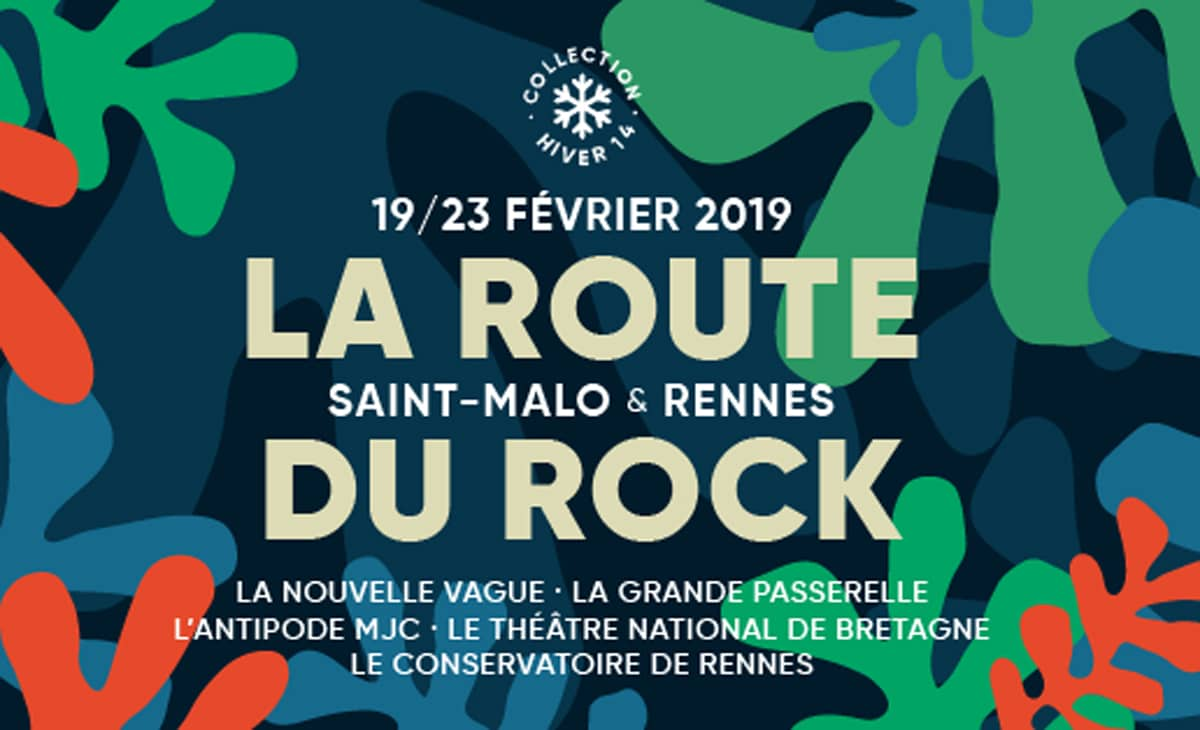 COLLECTION
· HIVER 14 ·
19/23 FÉVRIER 2019
LA ROUTE
SAINT-MALO & RENNES
DU ROCK
LA NOUVELLE VAGUE · LA GRANDE PASSERELLE
L'ANTIPODE MJC · LE THÉÂTRE NATIONAL DE BRETAGNE
LE CONSERVATOIRE DE RENNES